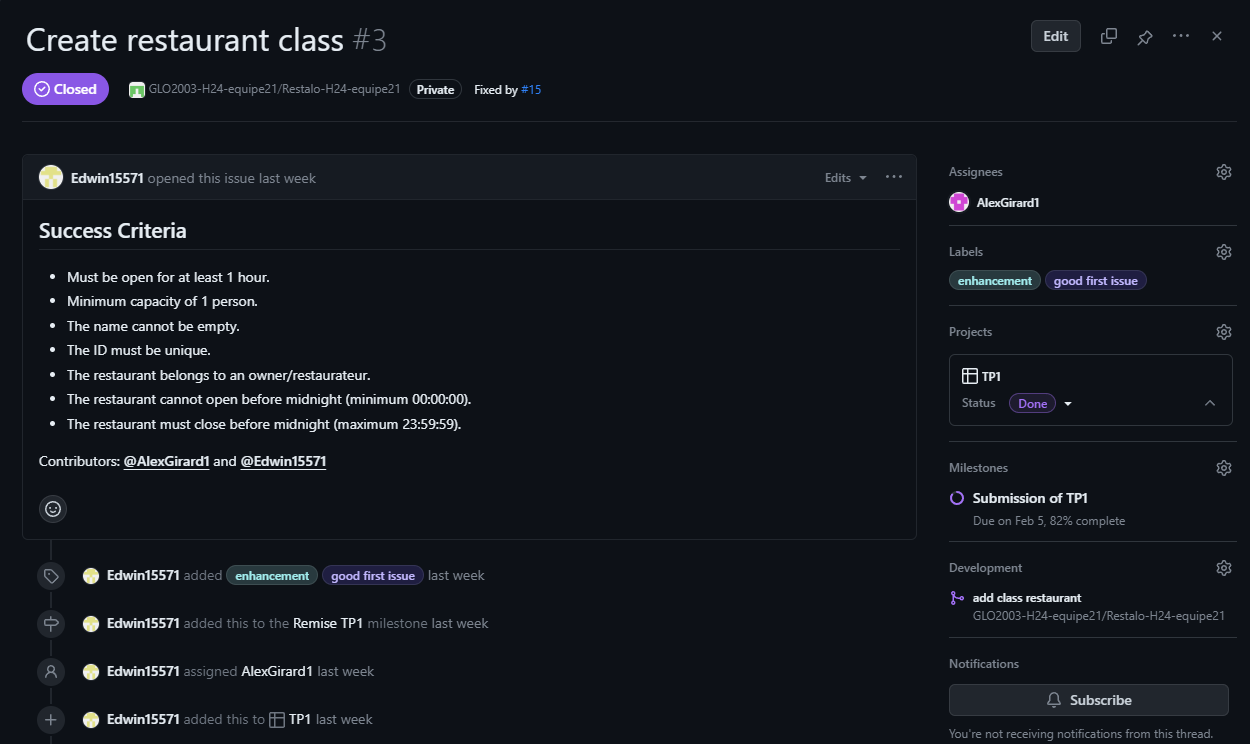 Create restaurant class #3
Edit
Closed
GLO2003-H24-equipe21/Restalo-H24-equipe21 Private Fixed by #15
Edwin15571 opened this issue last week
Edits
Success Criteria
• Must be open for at least 1 hour.
• Minimum capacity of 1 person.
• The name cannot be empty.
• The ID must be unique.
• The restaurant belongs to an owner/restaurateur.
• The restaurant cannot open before midnight (minimum 00:00:00).
• The restaurant must close before midnight (maximum 23:59:59).
Contributors: @AlexGirard1 and @Edwin15571
Edwin15571 added enhancement good first issue last week
Edwin15571 added this to the Remise TP1 milestone last week
Edwin15571 assigned AlexGirard1 last week
Edwin15571 added this to TP1 last week
Assignees
AlexGirard1
Labels
enhancement good first issue
Projects
TP1
Status Done
Milestones
Submission of TP1
Due on Feb 5, 82% complete
Development
add class restaurant
GLO2003-H24-equipe21/Restalo-H24-equipe21
Notifications
Subscribe
You're not receiving notifications from this thread.